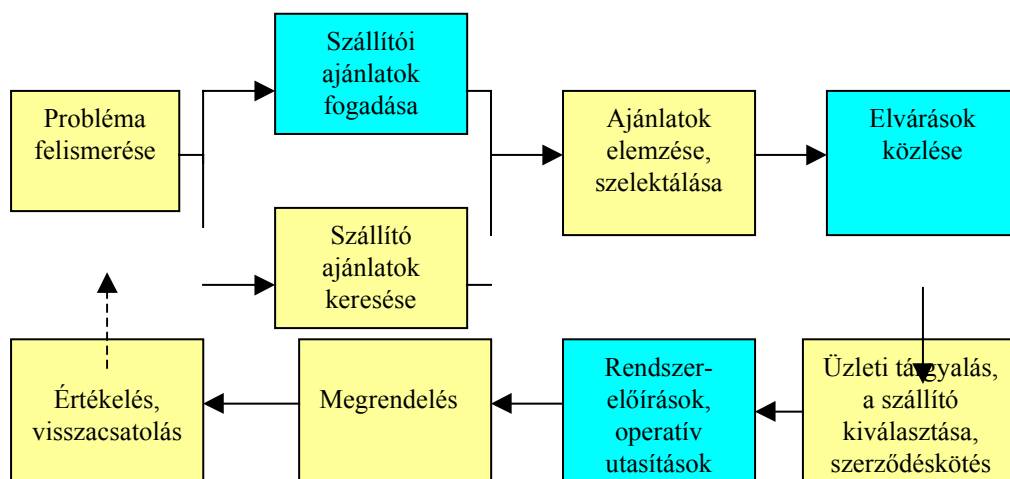 Probléma
felismerése
Szállítói
ajánlatok
fogadása
Szállító
ajánlatok
keresése
Ajánlatok
elemzése,
szelektálása
Elvárások
közlése
Üzleti tárgyalás,
a szállító
kiválasztása,
szerződéskötés
Rendszer-
előírások,
operatív
utasítások
Megrendelés
Értékelés,
visszacsatolás